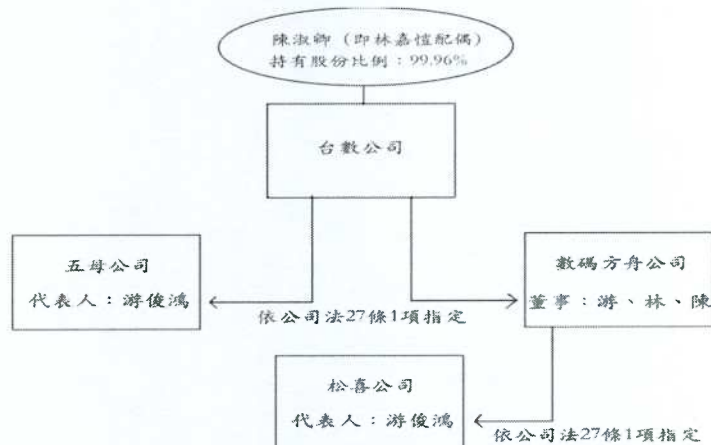 陳淑卿（即林嘉愷配偶）
持有股份比例：99.96%
台數公司
五母公司
代表人：游俊鴻
數碼方舟公司
董事：游、林、陳
依公司法27條1項指定
松喜公司
代表人：游俊鴻
依公司法27條1項指定